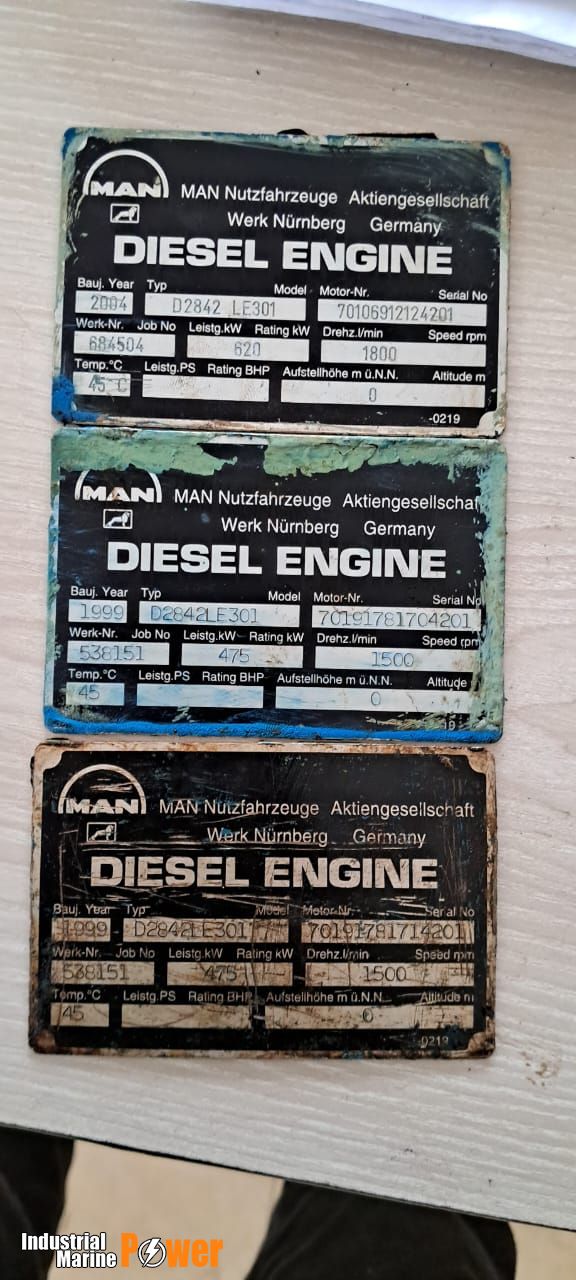 MAN
MAN Nutzfahrzeuge Aktiengesellschaft
Werk Nürnberg Germany
DIESEL ENGINE
Bauj. Year Typ Model Motor-Nr. Serial No
2004 D2842 LE301 70106912124201
Werk-Nr. Job No Leistg.kW Rating kW Drehz.l/min Speed rpm
684504 620 1800
Temp.°C Leistg.PS Rating BHP Aufstellhöhe m ü.N.N. Altitude m
45°C 0
-0219
MAN
MAN Nutzfahrzeuge Aktiengesellschaf
Werk Nürnberg Germany
DIESEL ENGINE
Bauj. Year Typ Model Motor-Nr. Serial No
1999 D2842LE301 70191781704201
Werk-Nr. Job No Leistg.kW Rating kW Drehz.l/min Speed rpm
538151 475 1500
Temp.°C Leistg.PS Rating BHP Aufstellhöhe m ü.N.N. Altitude
45 0
19
MAN
MAN Nutzfahrzeuge Aktiengesellschaft
Werk Nürnberg Germany
DIESEL ENGINE
Bauj. Year Typ Model Motor-Nr. Serial No
1999 D2842LE301 70191781714201
Werk-Nr. Job No Leistg.kW Rating kW Drehz.l/min Speed rpm
538151 475 1500
Temp.°C Leistg.PS Rating BHP Aufstellhöhe m ü.N.N. Altitude m
45 0
-0219
Industrial
Marine Power